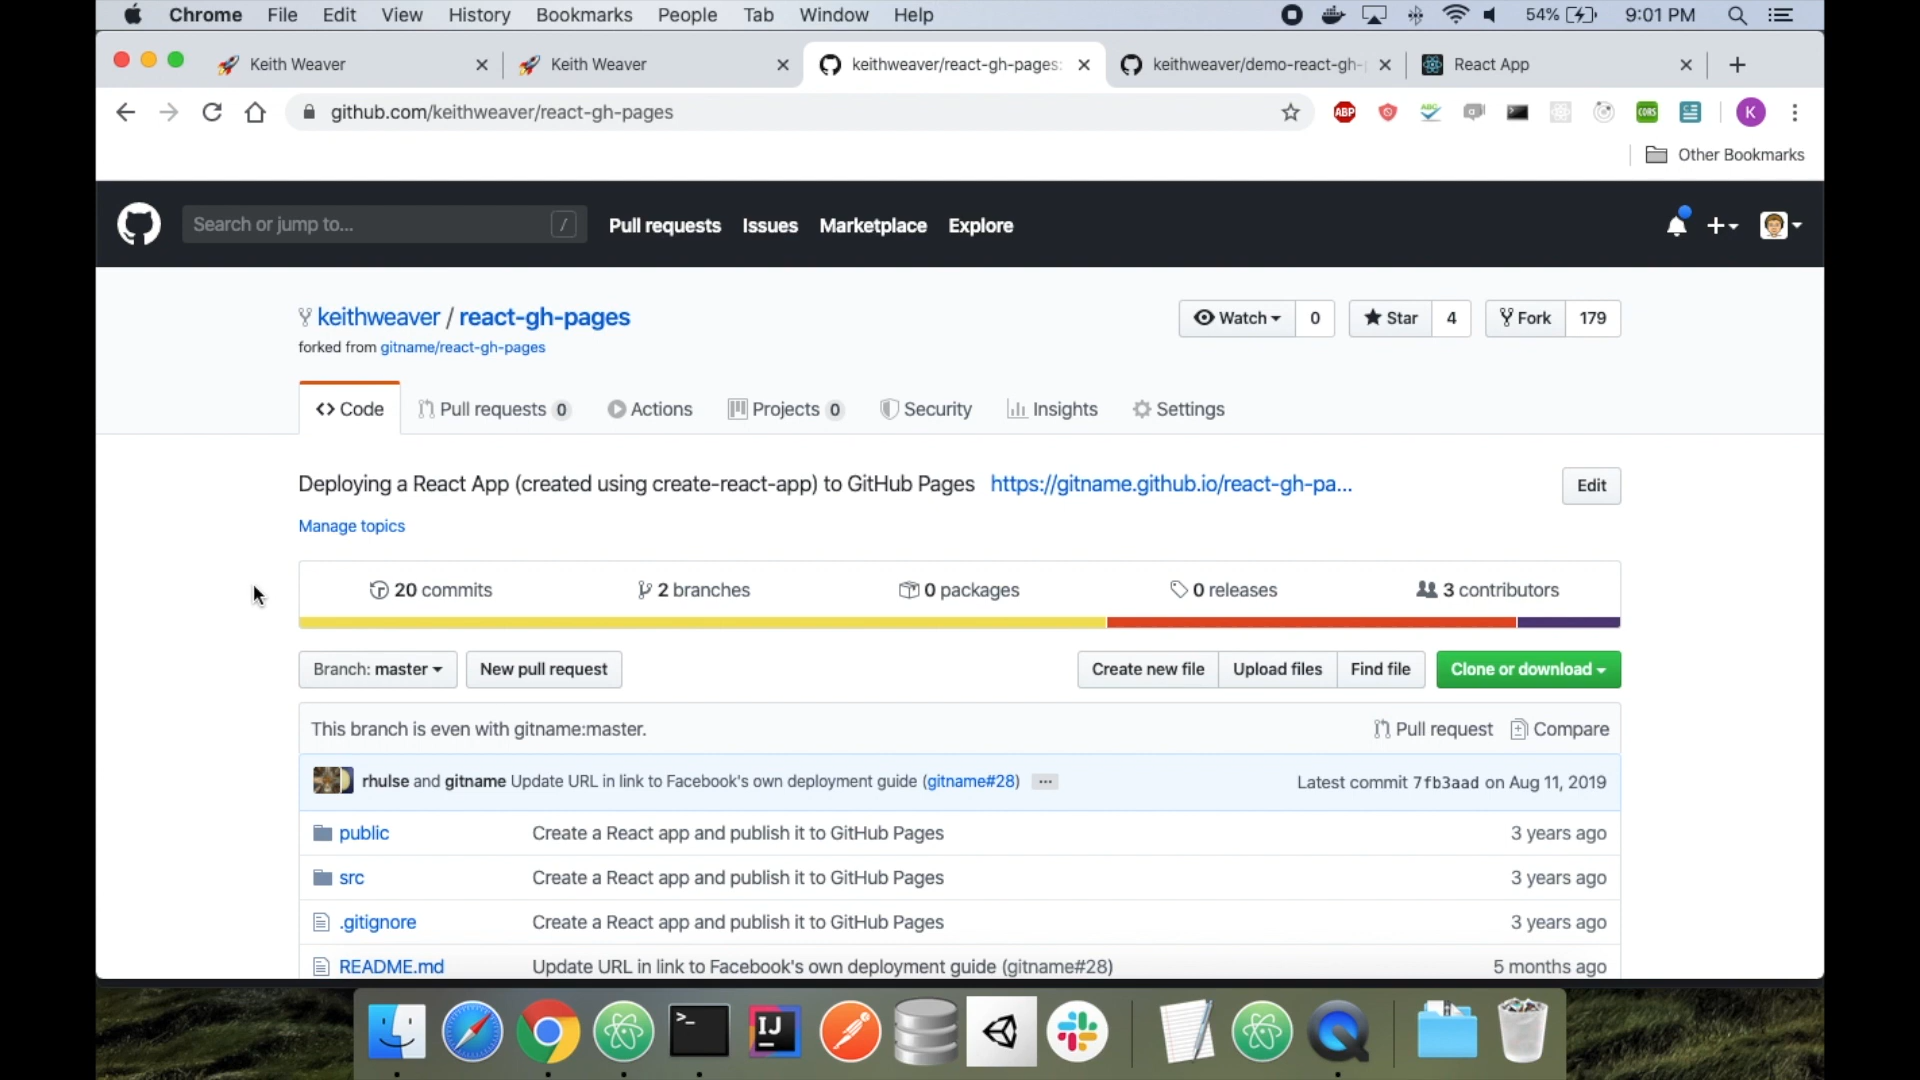 Chrome File Edit View History Bookmarks People Tab Window Help 54% 9:01 PM
Keith Weaver Keith Weaver keithweaver/react-gh-pages: keithweaver/demo-react-gh- React App
github.com/keithweaver/react-gh-pages ABP ABC CORS K
Other Bookmarks
Search or jump to... / Pull requests Issues Marketplace Explore
keithweaver / react-gh-pages Watch 0 Star 4 Fork 179
forked from gitname/react-gh-pages
Code Pull requests 0 Actions Projects 0 Security Insights Settings
Deploying a React App (created using create-react-app) to GitHub Pages https://gitname.github.io/react-gh-pa... Edit
Manage topics
20 commits 2 branches 0 packages 0 releases 3 contributors
Branch: master New pull request Create new file Upload files Find file Clone or download
This branch is even with gitname:master. Pull request Compare
rhulse and gitname Update URL in link to Facebook's own deployment guide (gitname#28) ... Latest commit 7fb3aad on Aug 11, 2019
public Create a React app and publish it to GitHub Pages 3 years ago
src Create a React app and publish it to GitHub Pages 3 years ago
.gitignore Create a React app and publish it to GitHub Pages 3 years ago
README.md Update URL in link to Facebook's own deployment guide (gitname#28) 5 months ago
>_ IJ